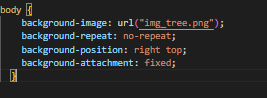 body {
background-image: url("img_tree.png");
background-repeat: no-repeat;
background-position: right top;
background-attachment: fixed;
}